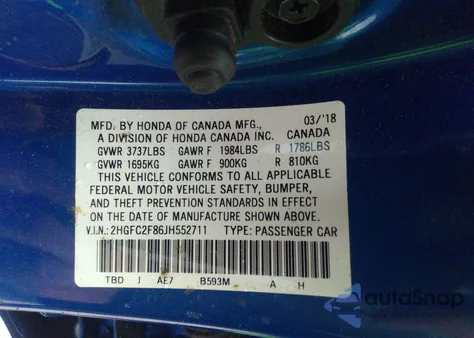 MFD. BY HONDA OF CANADA MFG., 03/'18
A DIVISION OF HONDA CANADA INC. CANADA
GVWR 3737LBS GAWR F 1984LBS R 1786LBS
GVWR 1695KG GAWR F 900KG R 810KG
THIS VEHICLE CONFORMS TO ALL APPLICABLE
FEDERAL MOTOR VEHICLE SAFETY, BUMPER,
AND THEFT PREVENTION STANDARDS IN EFFECT
ON THE DATE OF MANUFACTURE SHOWN ABOVE.
V.I.N.: 2HGFC2F86JH552711 TYPE: PASSENGER CAR
TBD J AE7 B593M A H
autoSnap